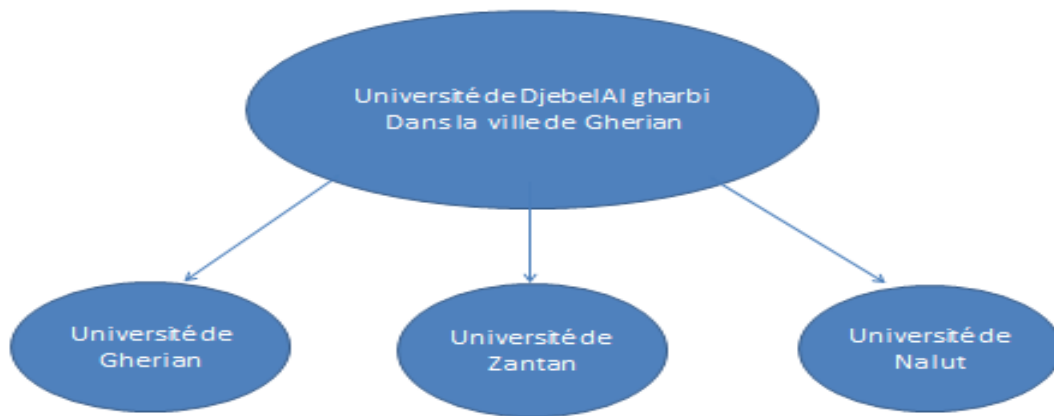 Université de Djebel Al gharbi
Dans la ville de Gherian
Université de
Gherian
Université de
Zantan
Université de
Nalut